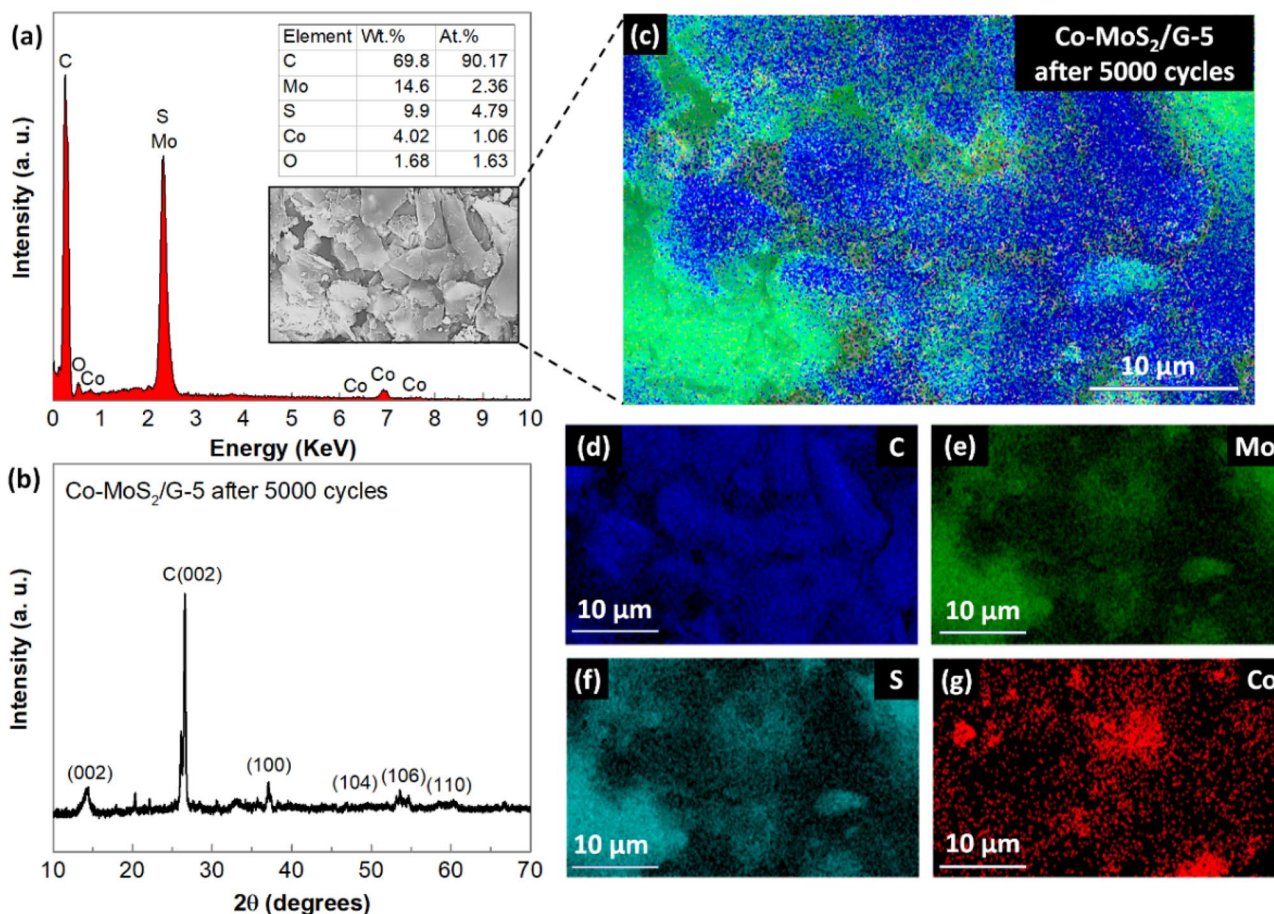 (a)
Intensity (a. u.)
C
S
Mo
O
Co
Co
Co
Co
Element Wt.% At.%
C 69.8 90.17
Mo 14.6 2.36
S 9.9 4.79
Co 4.02 1.06
O 1.68 1.63
0 1 2 3 4 5 6 7 8 9 10
Energy (KeV)
(b)
Co-MoS₂/G-5 after 5000 cycles
Intensity (a. u.)
(002)
C(002)
(100)
(104)
(106)
(110)
10 20 30 40 50 60 70
2θ (degrees)
(c)
Co-MoS₂/G-5
after 5000 cycles
10 μm
(d)
C
10 μm
(e)
Mo
10 μm
(f)
S
10 μm
(g)
Co
10 μm